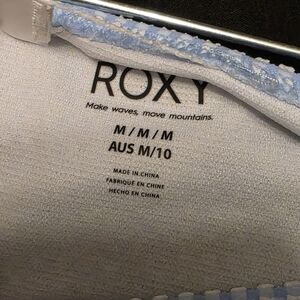 ROXY
Make waves, move mountains.
M / M / M
AUS M/10
MADE IN CHINA
FABRIQUÉ EN CHINE
HECHO EN CHINA